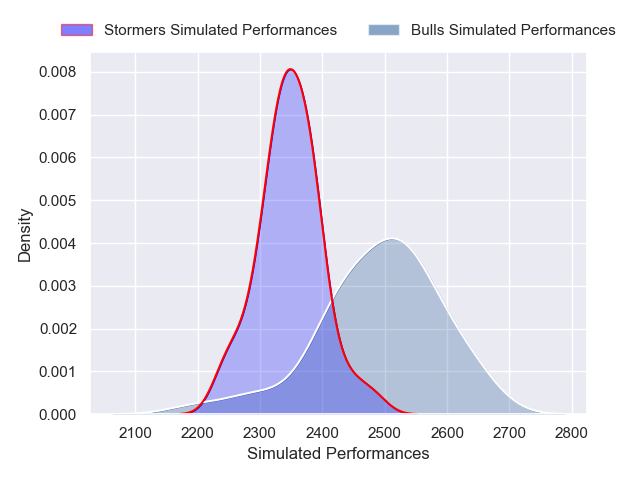 Stormers Simulated Performances
Bulls Simulated Performances
0.008
0.007
0.006
0.005
0.004
0.003
0.002
0.001
0.000
Density
2100 2200 2300 2400 2500 2600 2700 2800
Simulated Performances